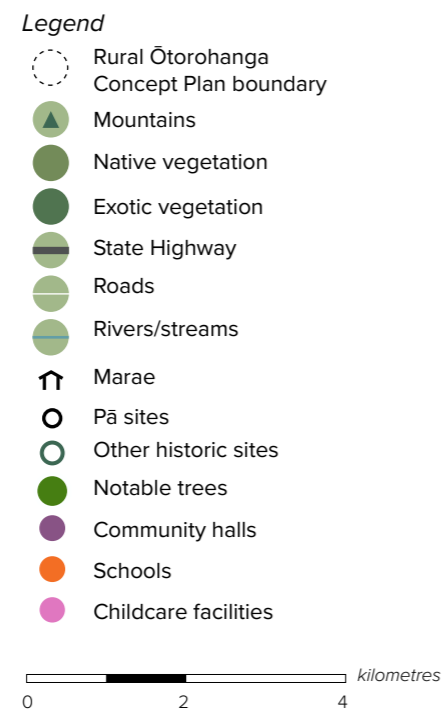 Legend
Rural Ōtorohanga
Concept Plan boundary
Mountains
Native vegetation
Exotic vegetation
State Highway
Roads
Rivers/streams
Marae
Pā sites
Other historic sites
Notable trees
Community halls
Schools
Childcare facilities
kilometres
0 2 4